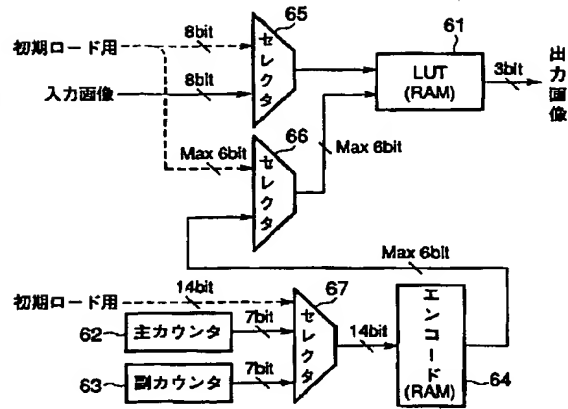 初期ロード用
8bit
65
セレクタ
入力画像
8bit
61
LUT
(RAM)
3bit
出力画像
66
セレクタ
Max 6bit
Max 6bit
Max 6bit
初期ロード用
14bit
67
セレクタ
62
主カウンタ
7bit
14bit
エンコード
(RAM)
64
63
副カウンタ
7bit